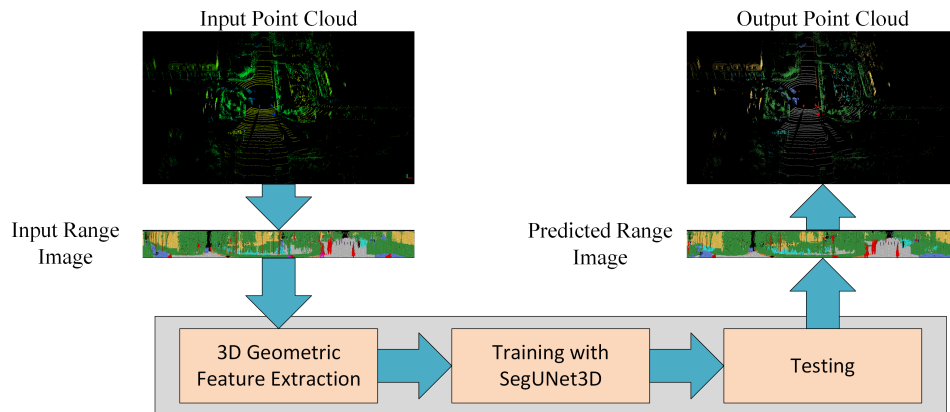 Input Point Cloud
Output Point Cloud
Input Range
Image
Predicted Range
Image
3D Geometric
Feature Extraction
Training with
SegUNet3D
Testing